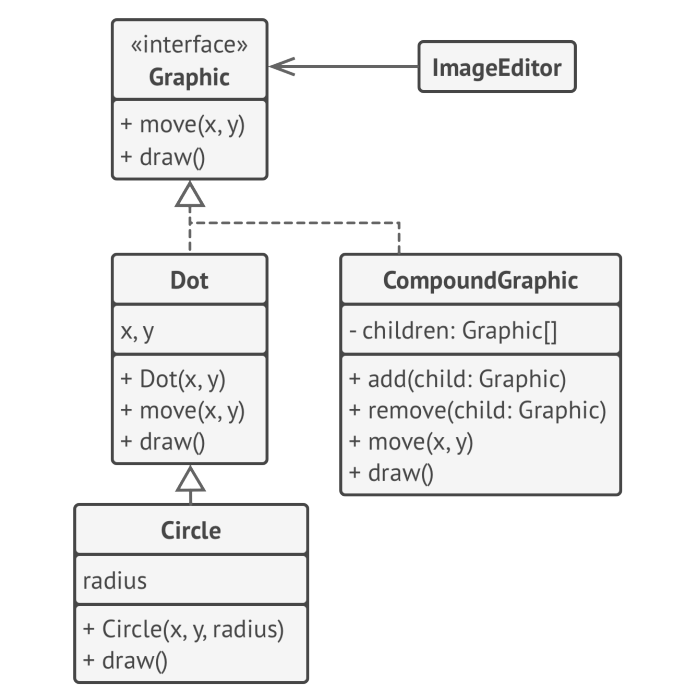 «interface»
Graphic
+ move(x, y)
+ draw()
ImageEditor
Dot
x, y
+ Dot(x, y)
+ move(x, y)
+ draw()
CompoundGraphic
- children: Graphic[]
+ add(child: Graphic)
+ remove(child: Graphic)
+ move(x, y)
+ draw()
Circle
radius
+ Circle(x, y, radius)
+ draw()